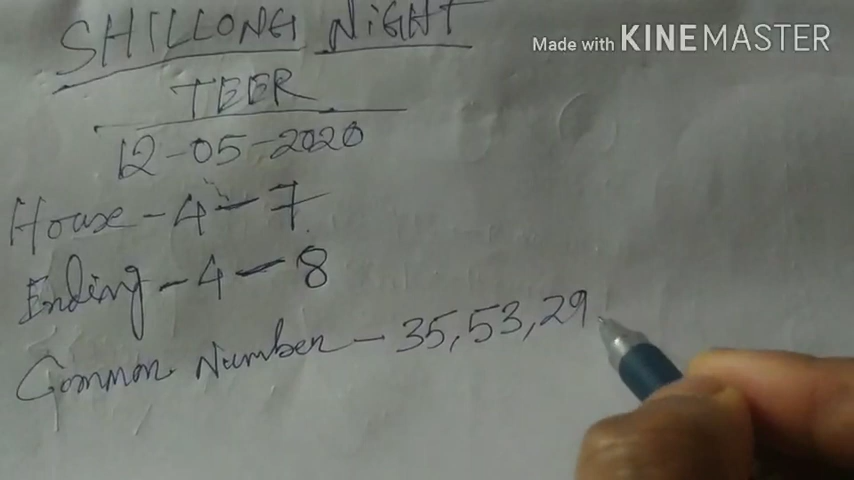 SHILLONG NIGHT
Made with KINEMASTER
TEER
12-05-2020
House - 4 - 7
Ending - 4 - 8
Common Number - 35, 53, 29